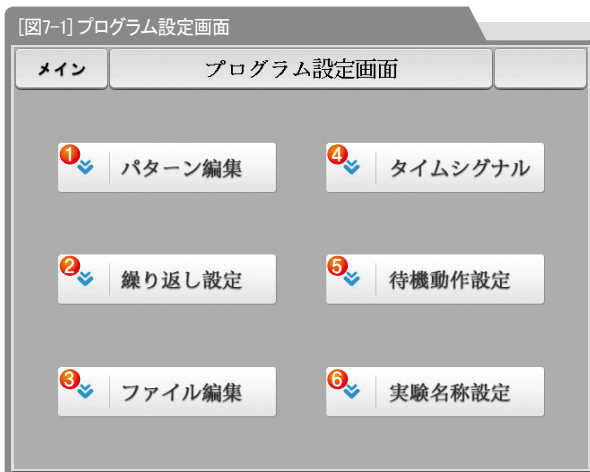 [図7-1] プログラム設定画面
メイン
プログラム設定画面
1 パターン編集
4 タイムシグナル
2 繰り返し設定
5 待機動作設定
3 ファイル編集
6 実験名称設定